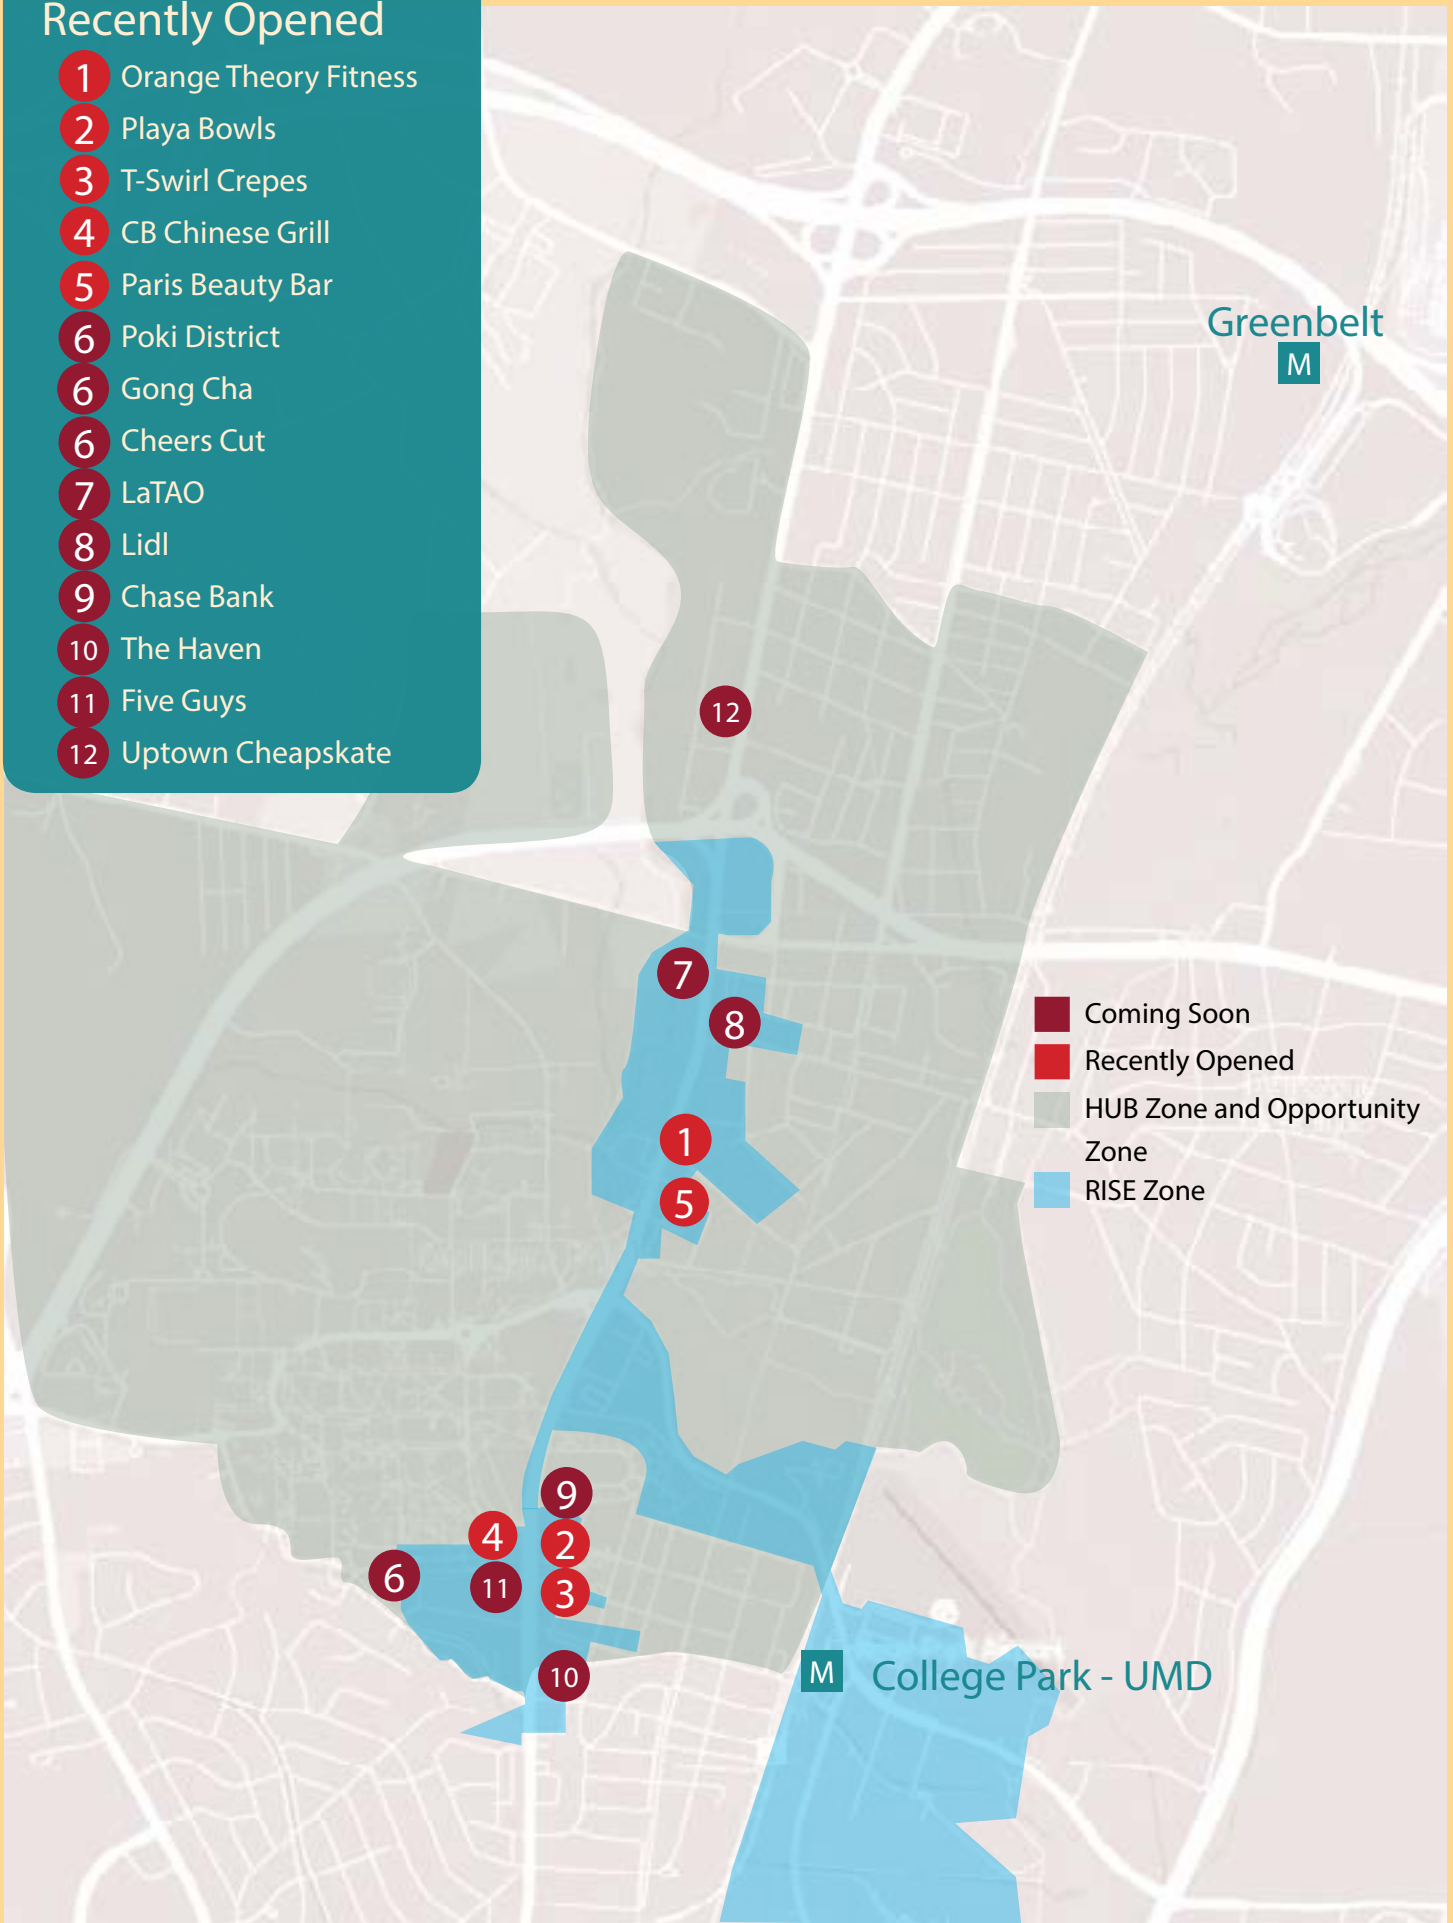 Recently Opened
1 Orange Theory Fitness
2 Playa Bowls
3 T-Swirl Crepes
4 CB Chinese Grill
5 Paris Beauty Bar
6 Poki District
6 Gong Cha
6 Cheers Cut
7 LaTAO
8 Lidl
9 Chase Bank
10 The Haven
11 Five Guys
12 Uptown Cheapskate
Greenbelt
M
12
7
8
Coming Soon
Recently Opened
HUB Zone and Opportunity
Zone
RISE Zone
1
5
9
4
2
6
11
3
10
M College Park - UMD